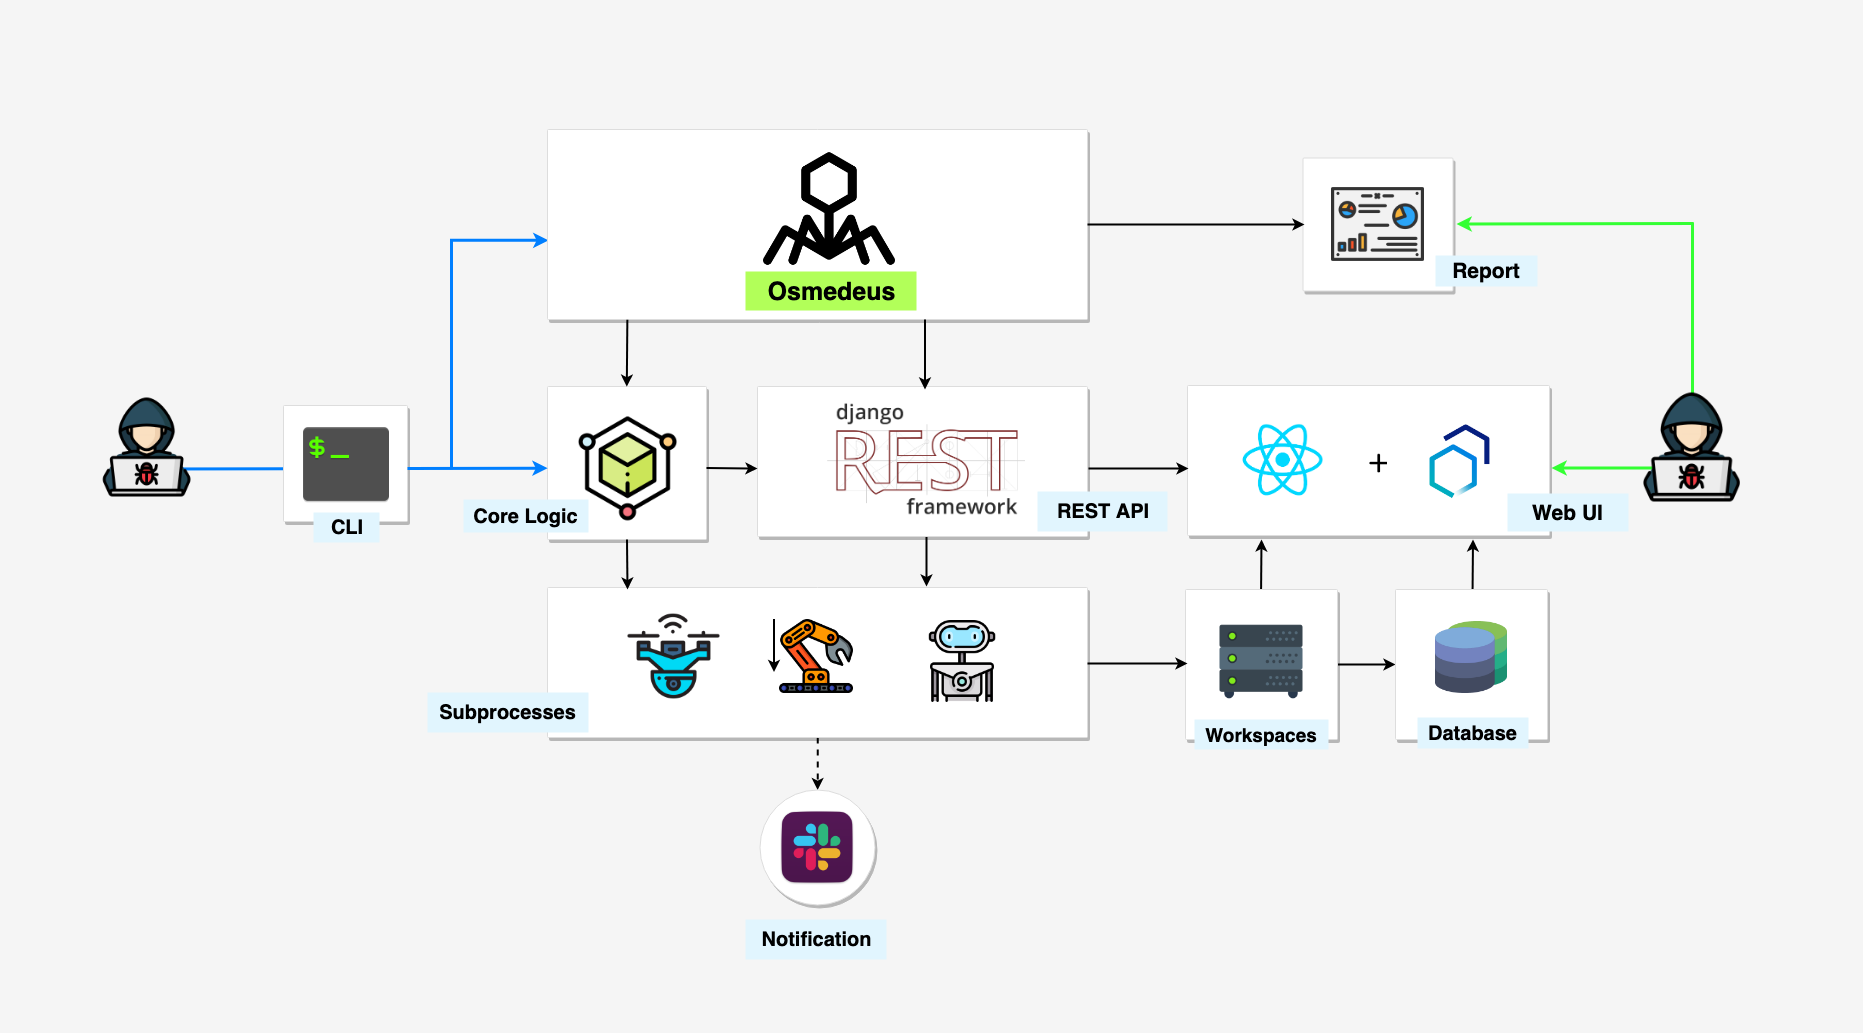 Osmedeus
Report
$_
CLI
Core Logic
django
REST
framework
REST API
+
Web UI
Subprocesses
Workspaces
Database
Notification